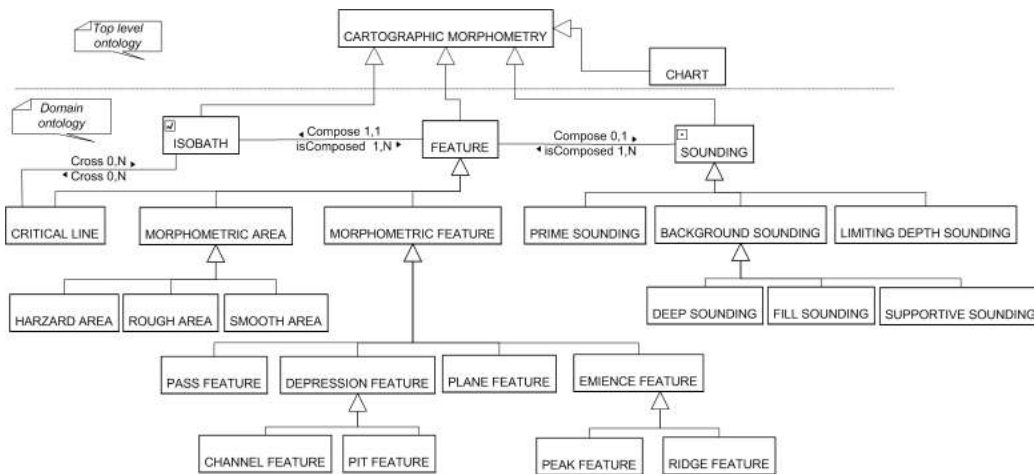 Top level
ontology
CARTOGRAPHIC MORPHOMETRY
CHART
Domain
ontology
ISOBATH
Compose 1,1
isComposed 1,N
FEATURE
Compose 0,1
isComposed 1,N
SOUNDING
Cross 0,N
Cross 0,N
CRITICAL LINE
MORPHOMETRIC AREA
MORPHOMETRIC FEATURE
PRIME SOUNDING
BACKGROUND SOUNDING
LIMITING DEPTH SOUNDING
HARZARD AREA
ROUGH AREA
SMOOTH AREA
DEEP SOUNDING
FILL SOUNDING
SUPPORTIVE SOUNDING
PASS FEATURE
DEPRESSION FEATURE
PLANE FEATURE
EMIENCE FEATURE
CHANNEL FEATURE
PIT FEATURE
PEAK FEATURE
RIDGE FEATURE